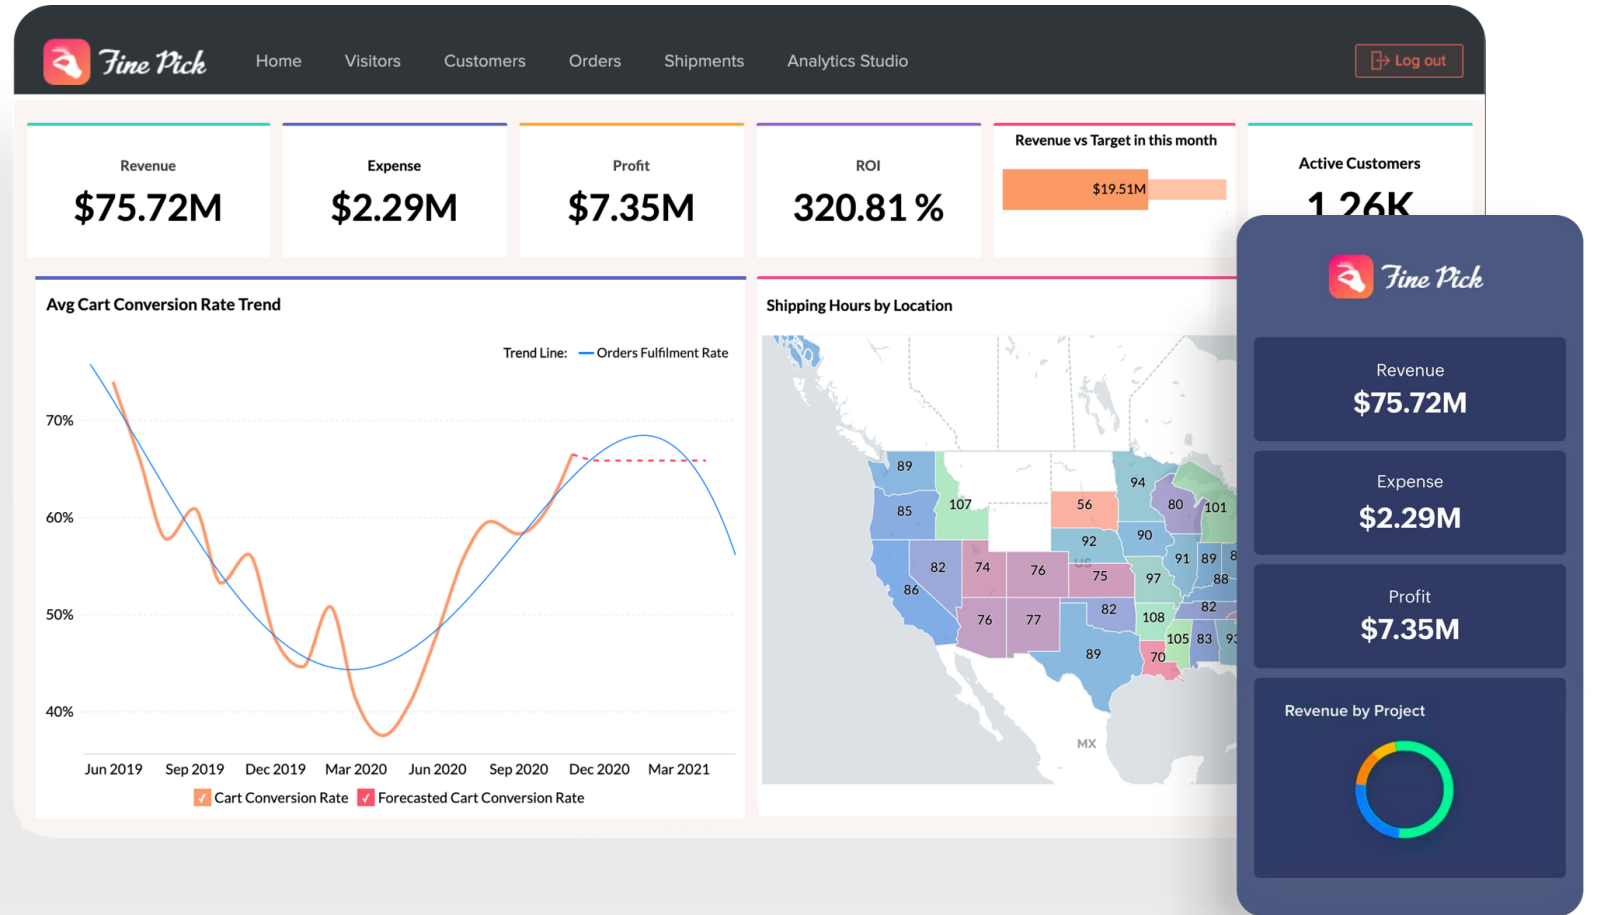 Fine Pick
Home Visitors Customers Orders Shipments Analytics Studio
Log out
Revenue
$75.72M
Expense
$2.29M
Profit
$7.35M
ROI
320.81 %
Revenue vs Target in this month
$19.51M
Active Customers
1.26K
Avg Cart Conversion Rate Trend
Trend Line: Orders Fulfilment Rate
70%
60%
50%
40%
Jun 2019 Sep 2019 Dec 2019 Mar 2020 Jun 2020 Sep 2020 Dec 2020 Mar 2021
Cart Conversion Rate Forecasted Cart Conversion Rate
Shipping Hours by Location
89
107
85
94
80
101
56
92
90
US
82
74
76
75
97
91
89
88
86
76
77
82
108
82
105
83
89
70
MX
Fine Pick
Revenue
$75.72M
Expense
$2.29M
Profit
$7.35M
Revenue by Project